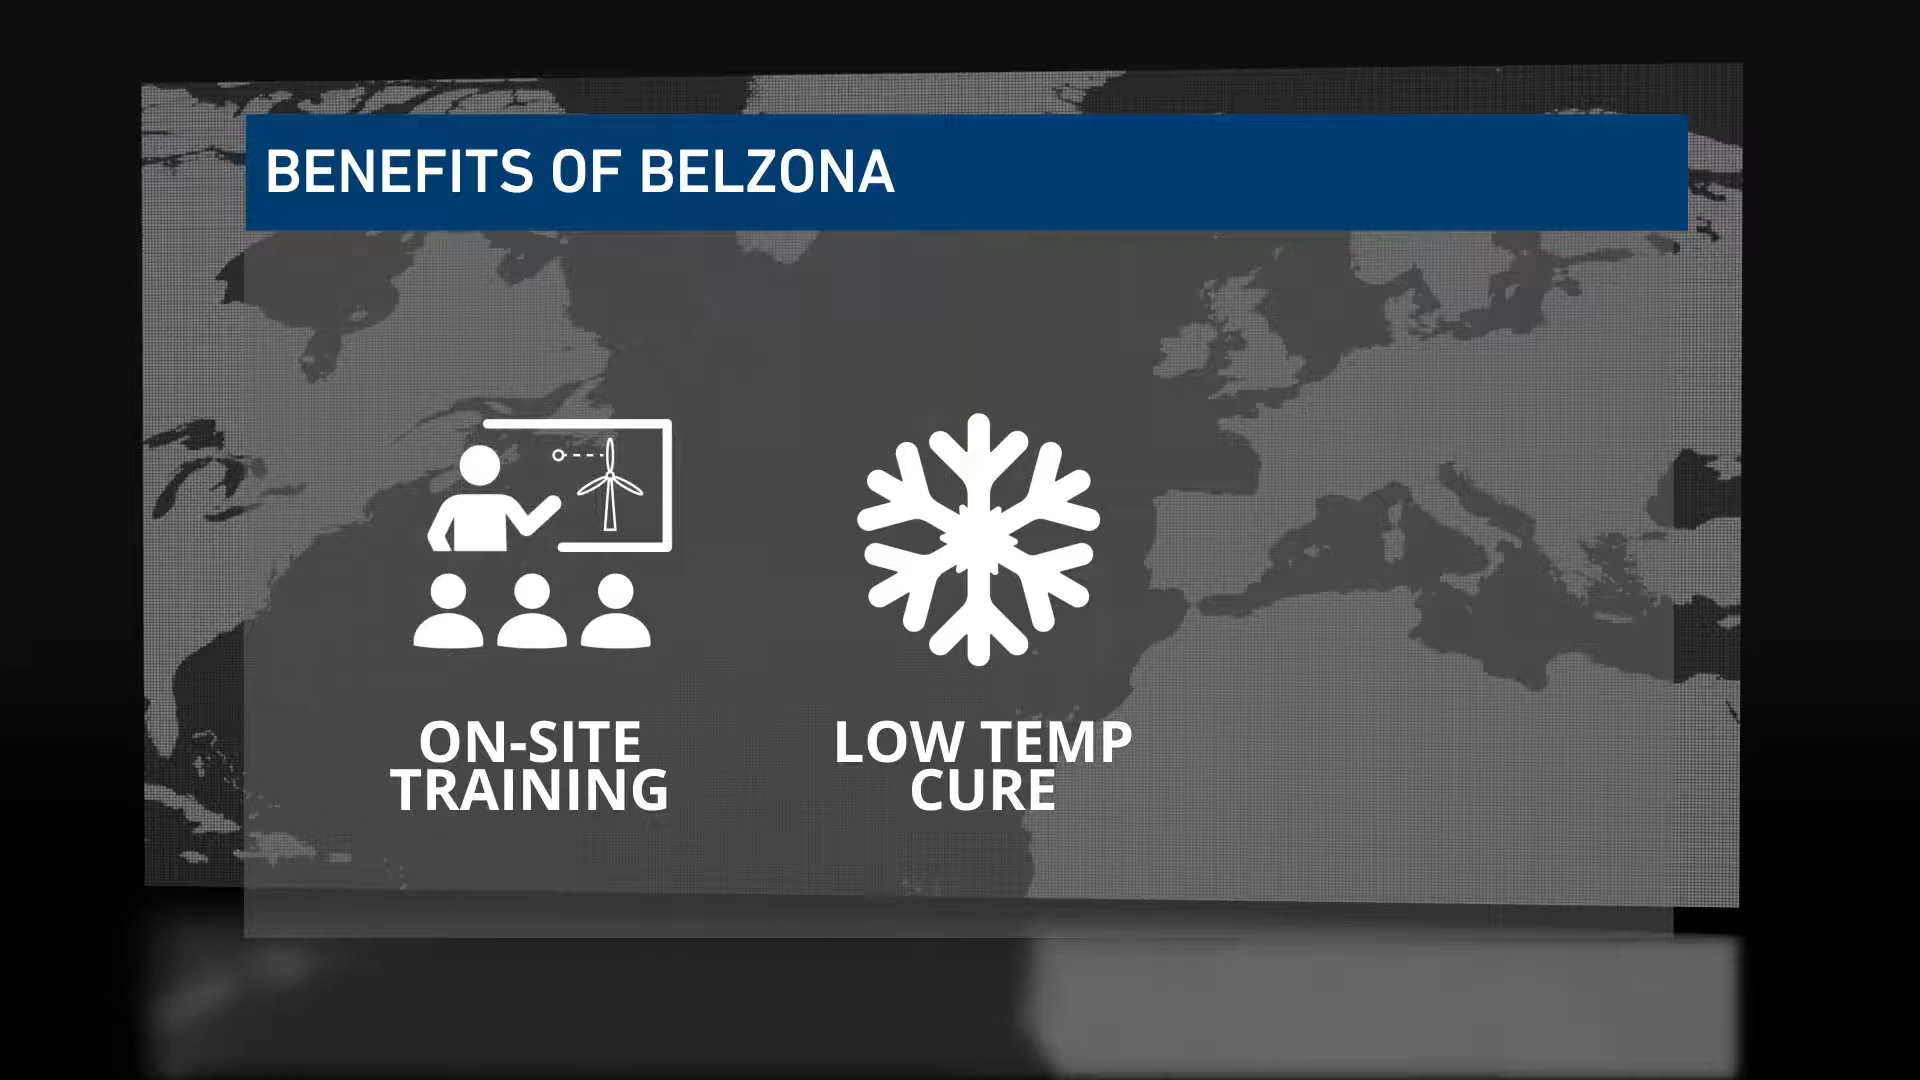 BENEFITS OF BELZONA
ON-SITE
TRAINING
LOW TEMP
CURE